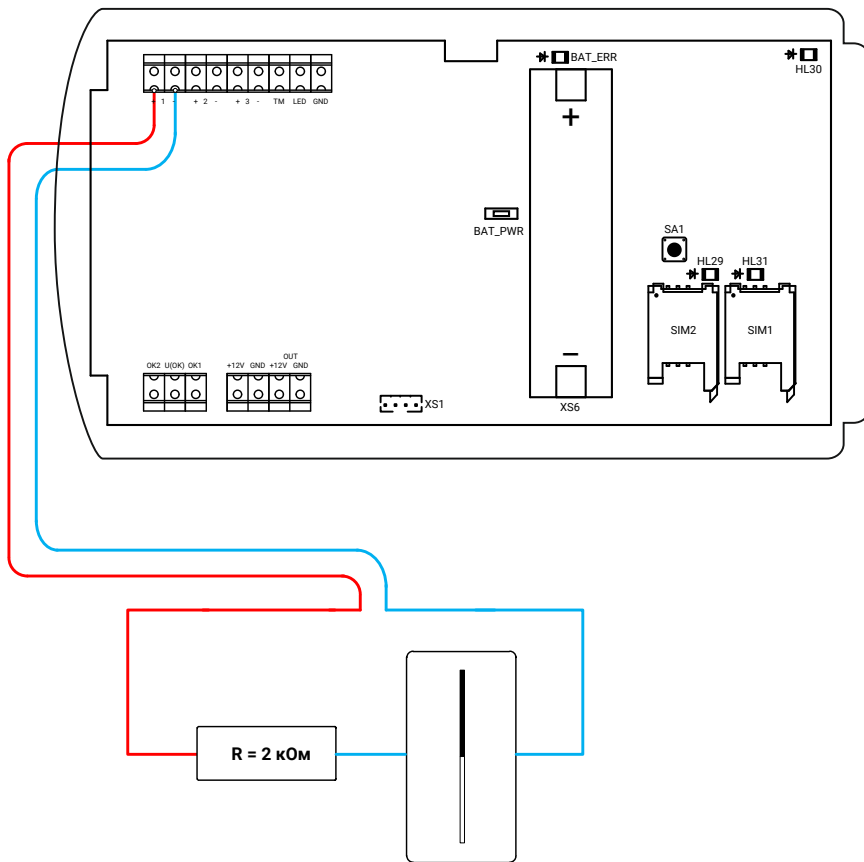 BAT_ERR
HL30
+ 1 - + 2 - + 3 - TM LED GND
+
BAT_PWR
SA1
HL29 HL31
SIM2 SIM1
OUT
OK2 U(OK) OK1 +12V GND +12V GND
−
XS1
XS6
R = 2 кОм